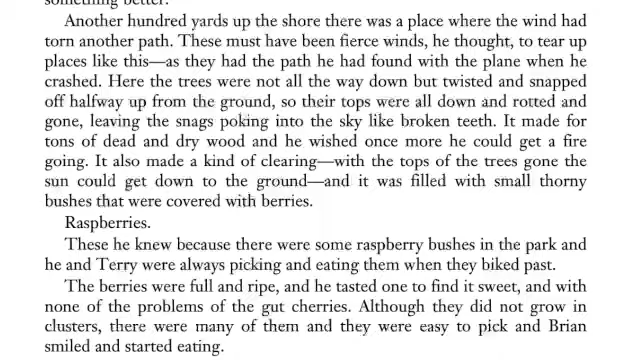 something better.
Another hundred yards up the shore there was a place where the wind had
torn another path. These must have been fierce winds, he thought, to tear up
places like this—as they had the path he had found with the plane when he
crashed. Here the trees were not all the way down but twisted and snapped
off halfway up from the ground, so their tops were all down and rotted and
gone, leaving the snags poking into the sky like broken teeth. It made for
tons of dead and dry wood and he wished once more he could get a fire
going. It also made a kind of clearing—with the tops of the trees gone the
sun could get down to the ground—and it was filled with small thorny
bushes that were covered with berries.
Raspberries.
These he knew because there were some raspberry bushes in the park and
he and Terry were always picking and eating them when they biked past.
The berries were full and ripe, and he tasted one to find it sweet, and with
none of the problems of the gut cherries. Although they did not grow in
clusters, there were many of them and they were easy to pick and Brian
smiled and started eating.